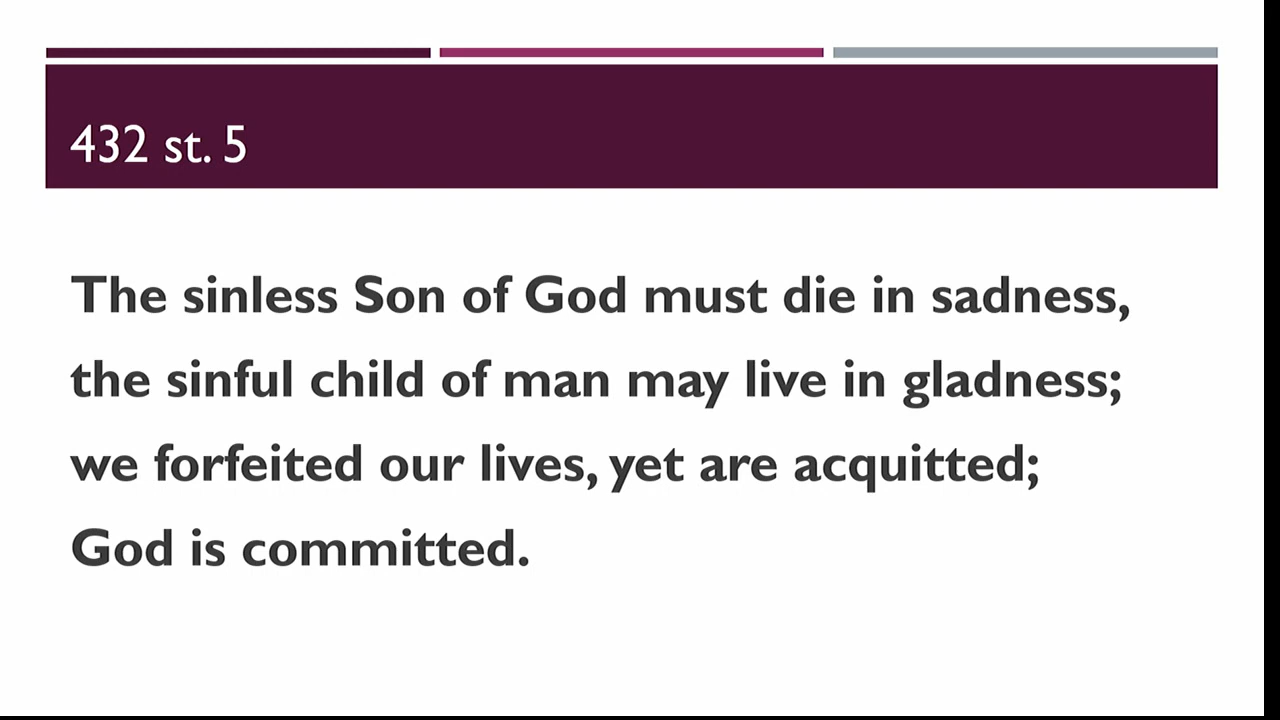 432 st. 5
The sinless Son of God must die in sadness,
the sinful child of man may live in gladness;
we forfeited our lives, yet are acquitted;
God is committed.